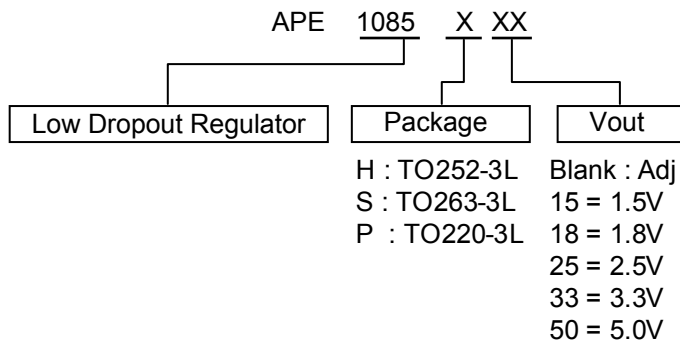 APE 1085 X XX
Low Dropout Regulator Package Vout
H : TO252-3L Blank : Adj
S : TO263-3L 15 = 1.5V
P : TO220-3L 18 = 1.8V
25 = 2.5V
33 = 3.3V
50 = 5.0V